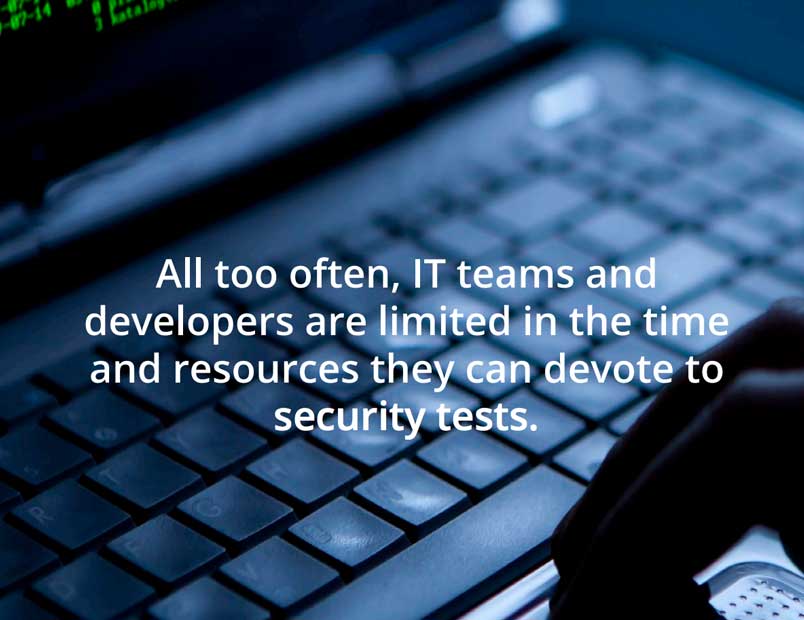 All too often, IT teams and
developers are limited in the time
and resources they can devote to
security tests.